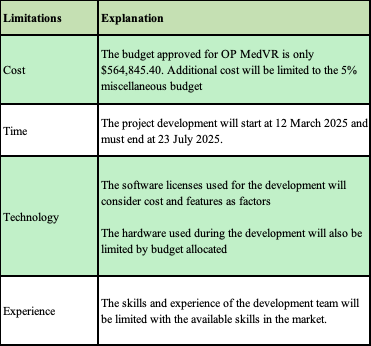 Limitations Explanation
Cost
The budget approved for OP MedVR is only
$564,845.40. Additional cost will be limited to the 5%
miscellaneous budget
Time
The project development will start at 12 March 2025 and
must end at 23 July 2025.
Technology
The software licenses used for the development will
consider cost and features as factors
The hardware used during the development will also be
limited by budget allocated
Experience
The skills and experience of the development team will
be limited with the available skills in the market.